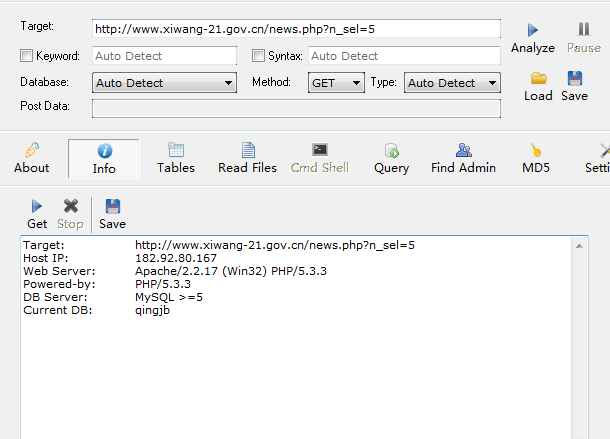 Target: http://www.xiwang-21.gov.cn/news.php?n_sel=5
Analyze Pause
Keyword: Auto Detect Syntax: Auto Detect
Database: Auto Detect Method: GET Type: Auto Detect
Load Save
Post Data:
About Info Tables Read Files Cmd Shell Query Find Admin MD5 Setti
Get Stop Save
Target: http://www.xiwang-21.gov.cn/news.php?n_sel=5
Host IP: 182.92.80.167
Web Server: Apache/2.2.17 (Win32) PHP/5.3.3
Powered-by: PHP/5.3.3
DB Server: MySQL >=5
Current DB: qingjb